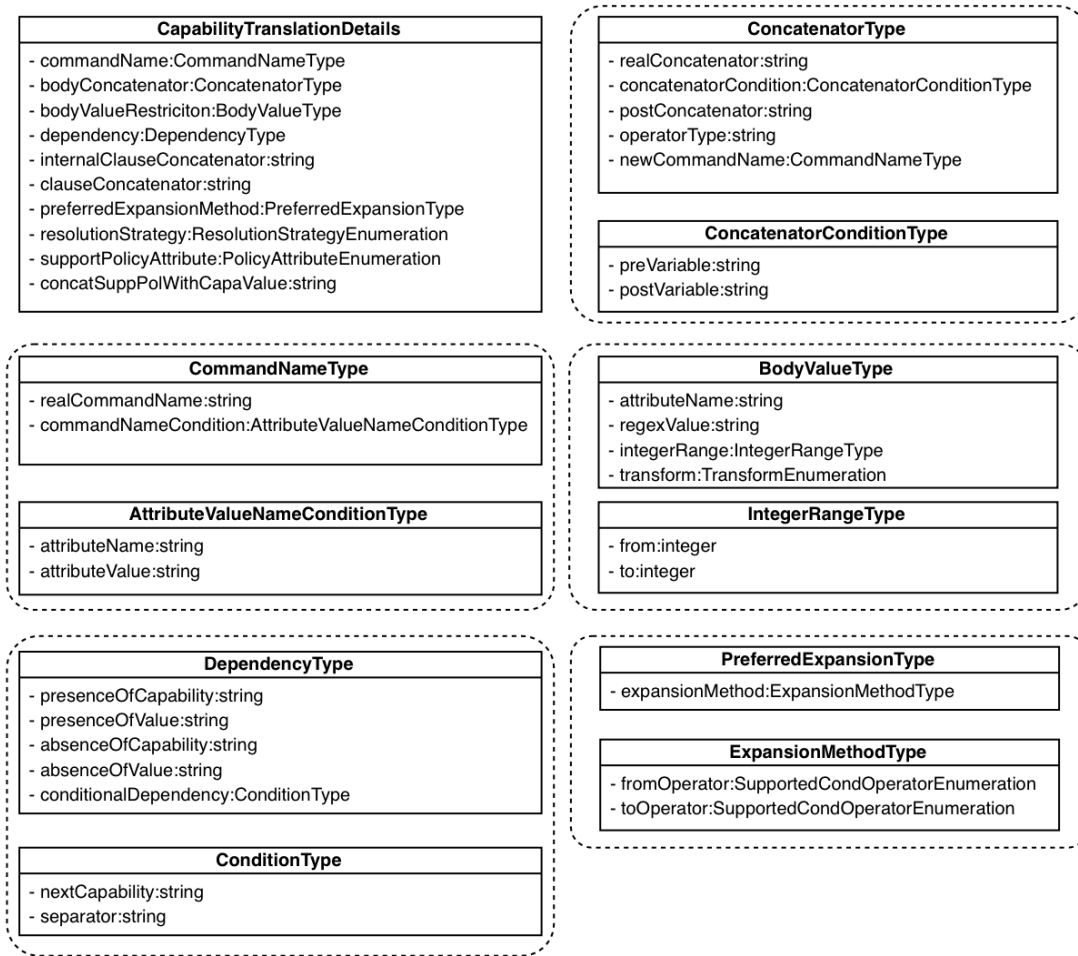 CapabilityTranslationDetails
- commandName:CommandNameType
- bodyConcatenator:ConcatenatorType
- bodyValueRestriciton:BodyValueType
- dependency:DependencyType
- internalClauseConcatenator:string
- clauseConcatenator:string
- preferredExpansionMethod:PreferredExpansionType
- resolutionStrategy:ResolutionStrategyEnumeration
- supportPolicyAttribute:PolicyAttributeEnumeration
- concatSuppPolWithCapaValue:string
ConcatenatorType
- realConcatenator:string
- concatenatorCondition:ConcatenatorConditionType
- postConcatenator:string
- operatorType:string
- newCommandName:CommandNameType
ConcatenatorConditionType
- preVariable:string
- postVariable:string
CommandNameType
- realCommandName:string
- commandNameCondition:AttributeValueNameConditionType
AttributeValueNameConditionType
- attributeName:string
- attributeValue:string
BodyValueType
- attributeName:string
- regexValue:string
- integerRange:IntegerRangeType
- transform:TransformEnumeration
IntegerRangeType
- from:integer
- to:integer
DependencyType
- presenceOfCapability:string
- presenceOfValue:string
- absenceOfCapability:string
- absenceOfValue:string
- conditionalDependency:ConditionType
ConditionType
- nextCapability:string
- separator:string
PreferredExpansionType
- expansionMethod:ExpansionMethodType
ExpansionMethodType
- fromOperator:SupportedCondOperatorEnumeration
- toOperator:SupportedCondOperatorEnumeration